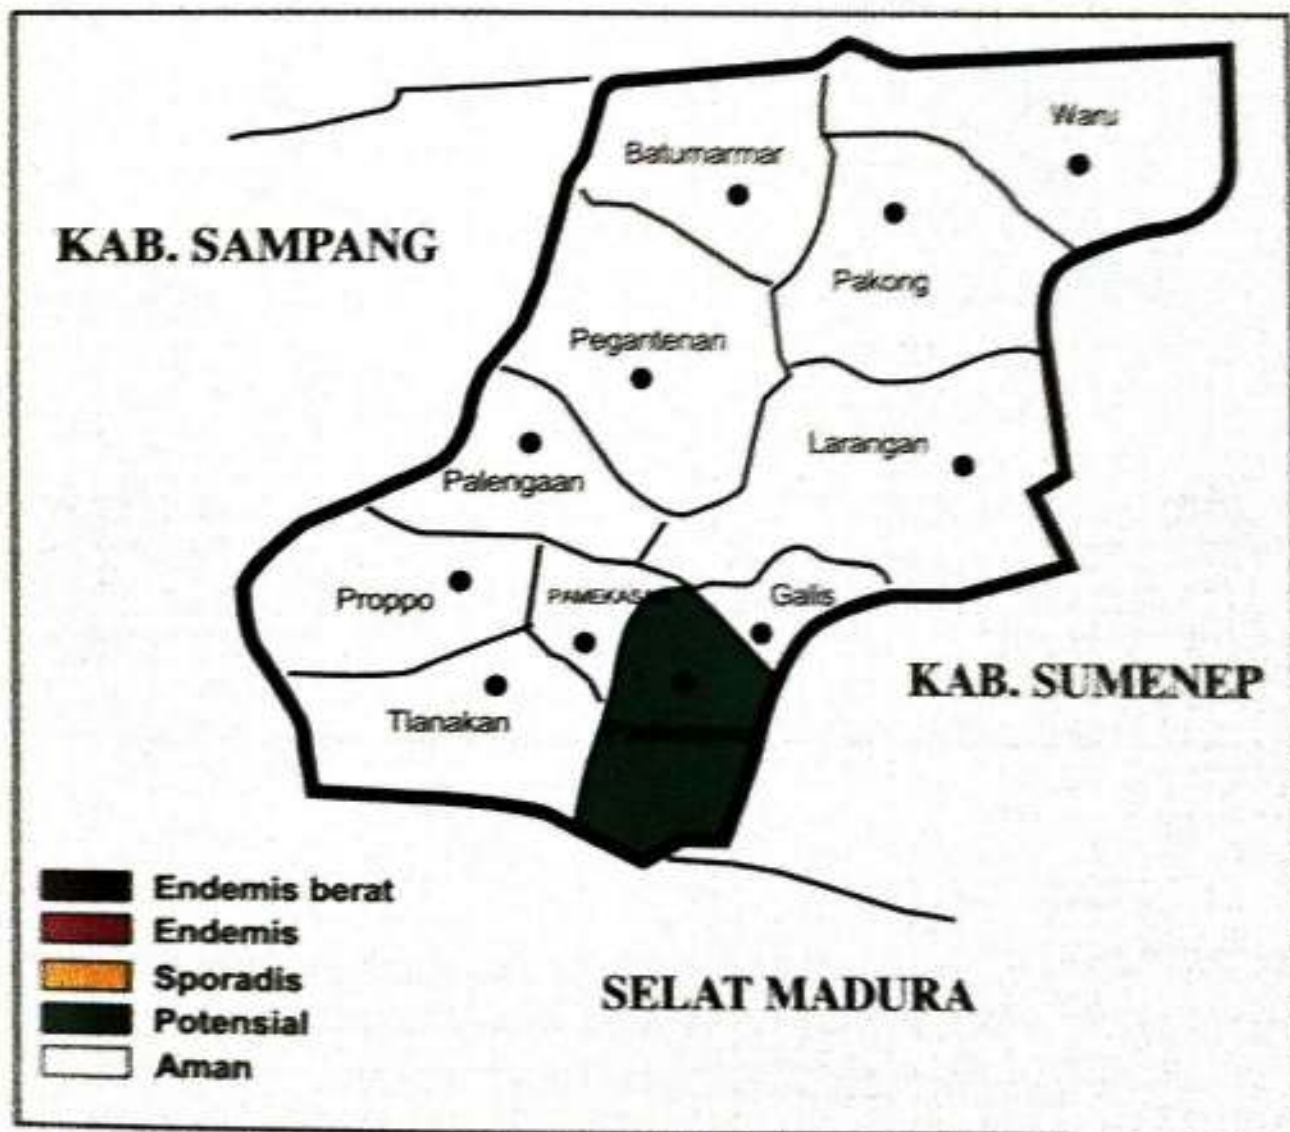 Waru
Batumarmar
KAB. SAMPANG
Pakong
Pegantenan
Larangan
Palengaan
Proppo
Galis
KAB. SUMENEP
Tlanakan
Endemis berat
Endemis
Sporadis
Potensial
Aman
SELAT MADURA